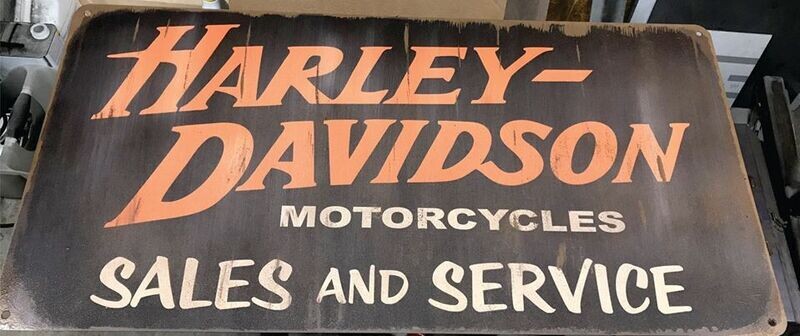 HARLEY-
DAVIDSON
MOTORCYCLES
SALES AND SERVICE